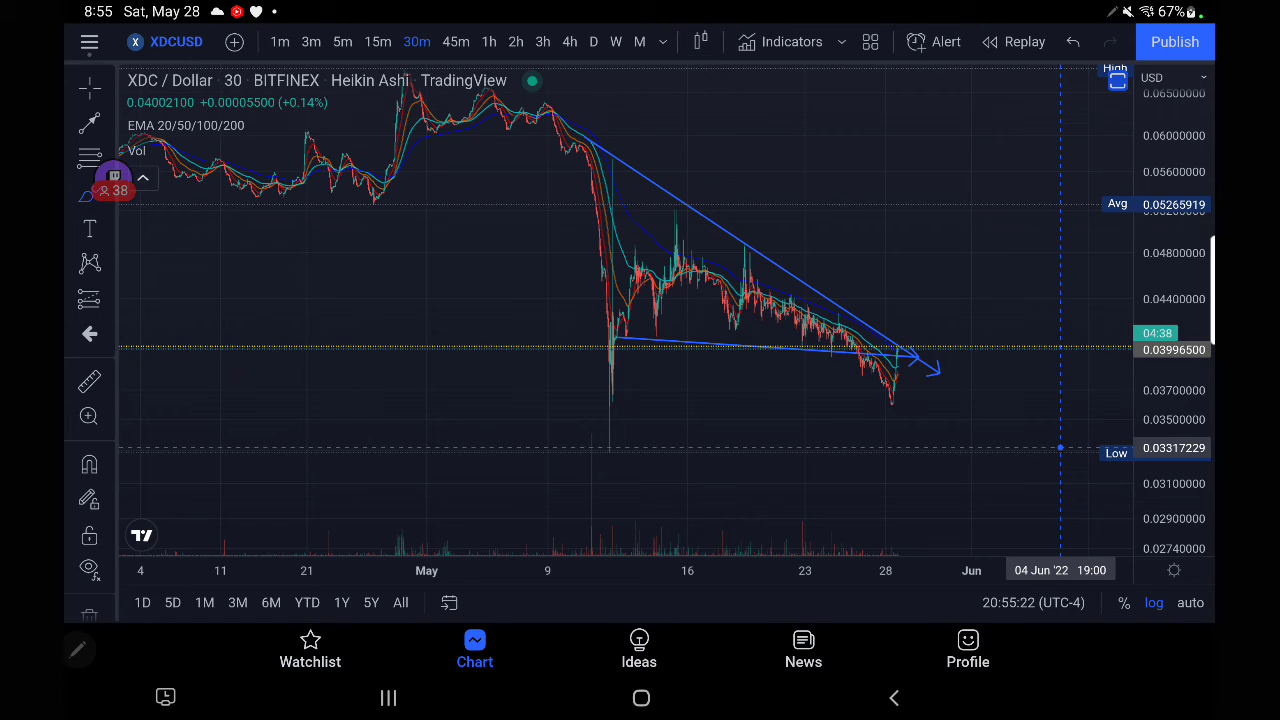 8:55 Sat, May 28 67%
X XDCUSD 1m 3m 5m 15m 30m 45m 1h 2h 3h 4h D W M Indicators Alert Replay Publish
XDC / Dollar · 30 · BITFINEX · Heikin Ashi · TradingView
High
USD
0.06500000
0.04002100 +0.00005500 (+0.14%)
EMA 20/50/100/200
0.06000000
Vol
0.05600000
38
Avg 0.05265919
0.04800000
0.04400000
04:38
0.03996500
0.03700000
0.03500000
Low 0.03317229
0.03100000
0.02900000
0.02740000
4 11 21 May 9 16 23 28 Jun 04 Jun '22 19:00
1D 5D 1M 3M 6M YTD 1Y 5Y All 20:55:22 (UTC-4) % log auto
Watchlist Chart Ideas News Profile